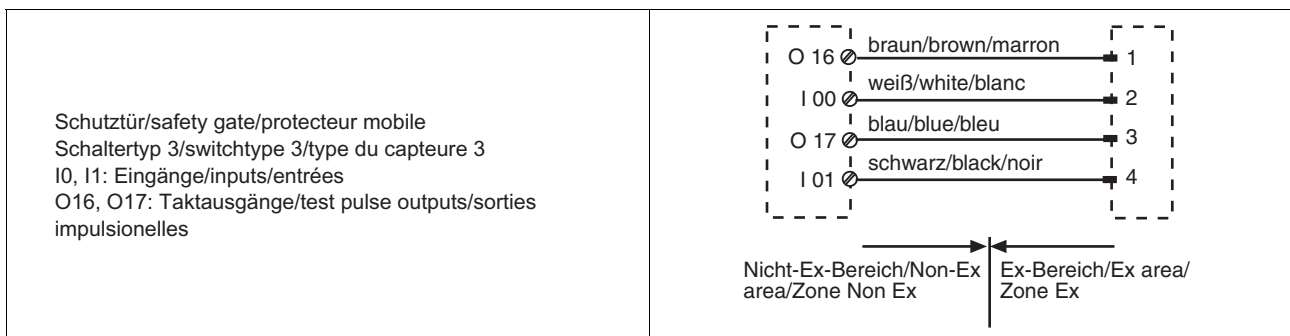 Schutztür/safety gate/protecteur mobile
Schaltertyp 3/switchtype 3/type du capteure 3
I0, I1: Eingänge/inputs/entrées
O16, O17: Taktausgänge/test pulse outputs/sorties
impulsionelles
O 16 braun/brown/marron 1
I 00 weiß/white/blanc 2
O 17 blau/blue/bleu 3
I 01 schwarz/black/noir 4
Nicht-Ex-Bereich/Non-Ex
area/Zone Non Ex
Ex-Bereich/Ex area/
Zone Ex